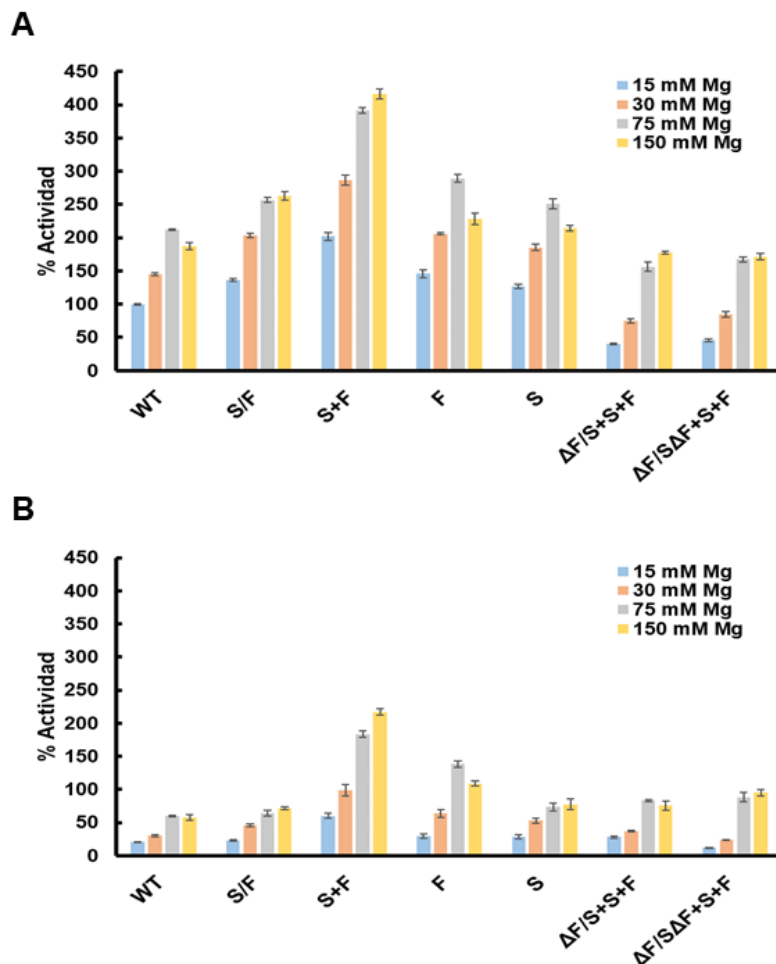 A
450
400
350
300
250
200
150
100
50
0
% Actividad
15 mM Mg
30 mM Mg
75 mM Mg
150 mM Mg
WT
S/F
S+F
F
S
ΔF/S+S+F
ΔF/SΔF+S+F
B
450
400
350
300
250
200
150
100
50
0
% Actividad
15 mM Mg
30 mM Mg
75 mM Mg
150 mM Mg
WT
S/F
S+F
F
S
ΔF/S+S+F
ΔF/SΔF+S+F